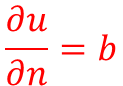 ∂u/∂n = b